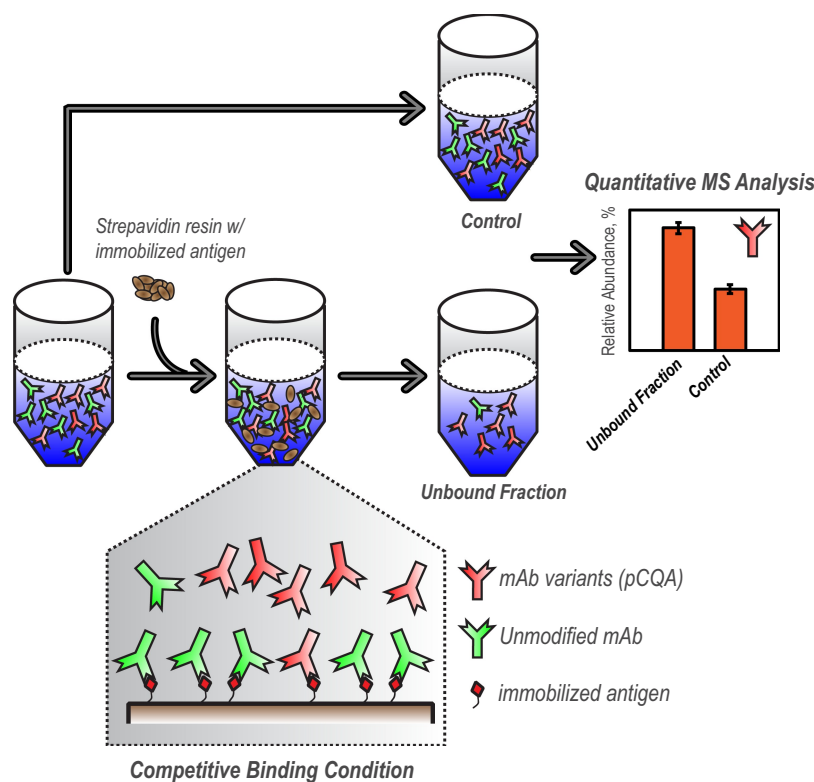 Control
Quantitative MS Analysis
Strepavidin resin w/
immobilized antigen
Relative Abundance, %
Unbound Fraction
Control
Unbound Fraction
mAb variants (pCQA)
Unmodified mAb
immobilized antigen
Competitive Binding Condition